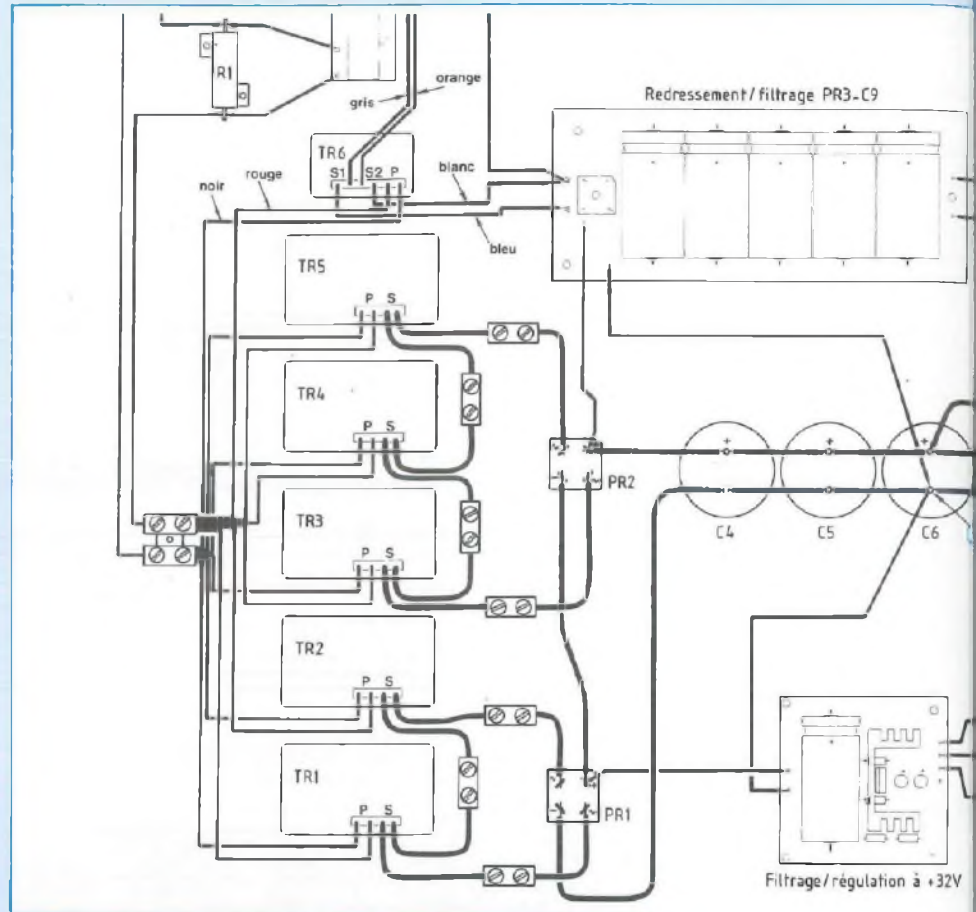 R1
orange
gris
Redressement/filtrage PR3-C9
TR6
S1 S2 P
blanc
rouge
noir
bleu
TR5
P S
TR4
P S
+ + +
PR2
TR3
C4 C5 C6
P S
TR2
P S
TR1
PR1
P S
Filtrage/régulation à +32V